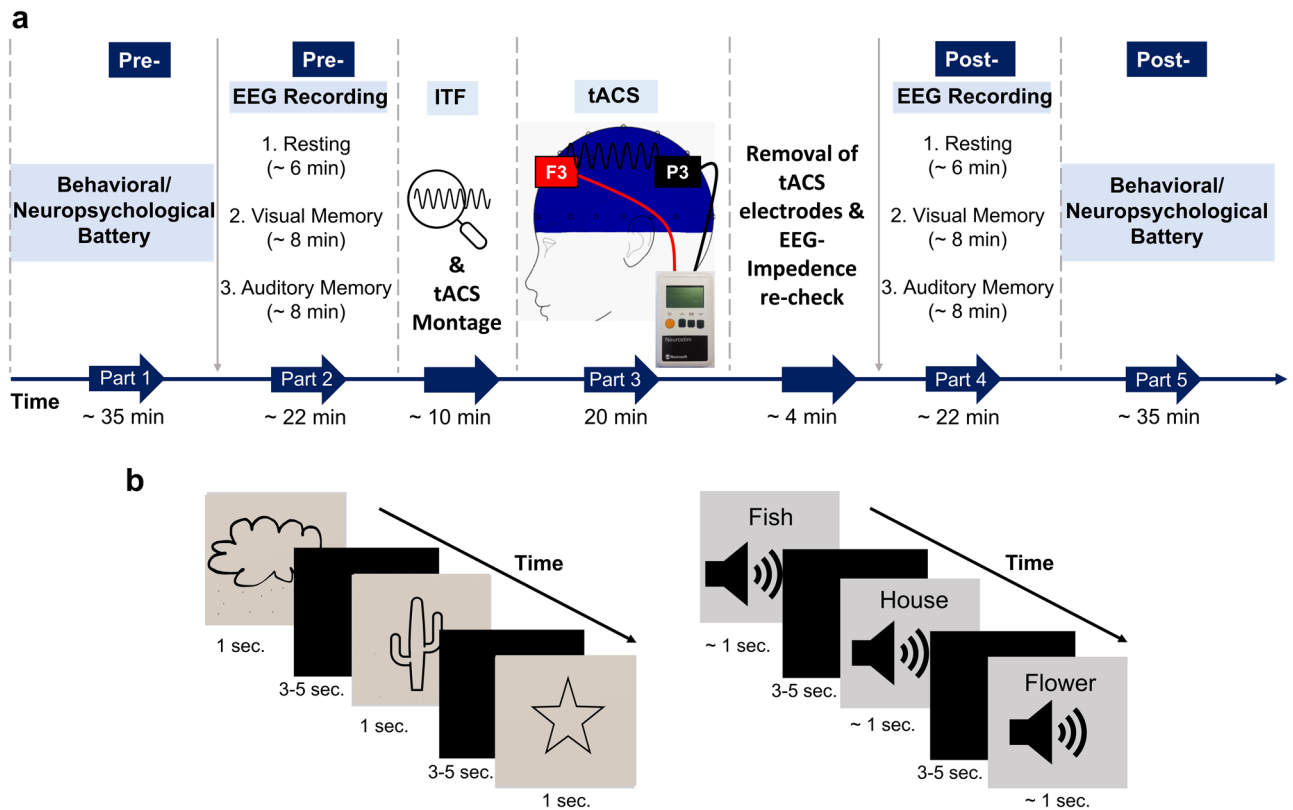 a
Pre-
Behavioral/
Neuropsychological
Battery
Pre-
EEG Recording
1. Resting
(~ 6 min)
2. Visual Memory
(~ 8 min)
3. Auditory Memory
(~ 8 min)
ITF
&
tACS
Montage
tACS
F3
P3
Neurostim
Neurosoft
Removal of
tACS
electrodes &
EEG-
Impedence
re-check
Post-
EEG Recording
1. Resting
(~ 6 min)
2. Visual Memory
(~ 8 min)
3. Auditory Memory
(~ 8 min)
Post-
Behavioral/
Neuropsychological
Battery
Part 1
Part 2
Part 3
Part 4
Part 5
Time
~ 35 min
~ 22 min
~ 10 min
20 min
~ 4 min
~ 22 min
~ 35 min
b
Time
1 sec.
3-5 sec.
1 sec.
3-5 sec.
1 sec.
Fish
Time
House
~ 1 sec.
Flower
3-5 sec.
~ 1 sec.
3-5 sec.
~ 1 sec.